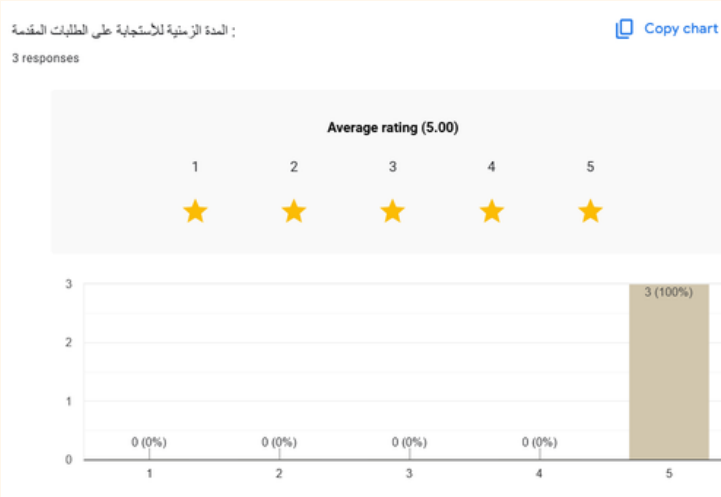 المدة الزمنية للأستجابة على الطلبات المقدمة :
Copy chart
3 responses
Average rating (5.00)
1 2 3 4 5
3
3 (100%)
2
1
0 (0%) 0 (0%) 0 (0%) 0 (0%)
0
1 2 3 4 5